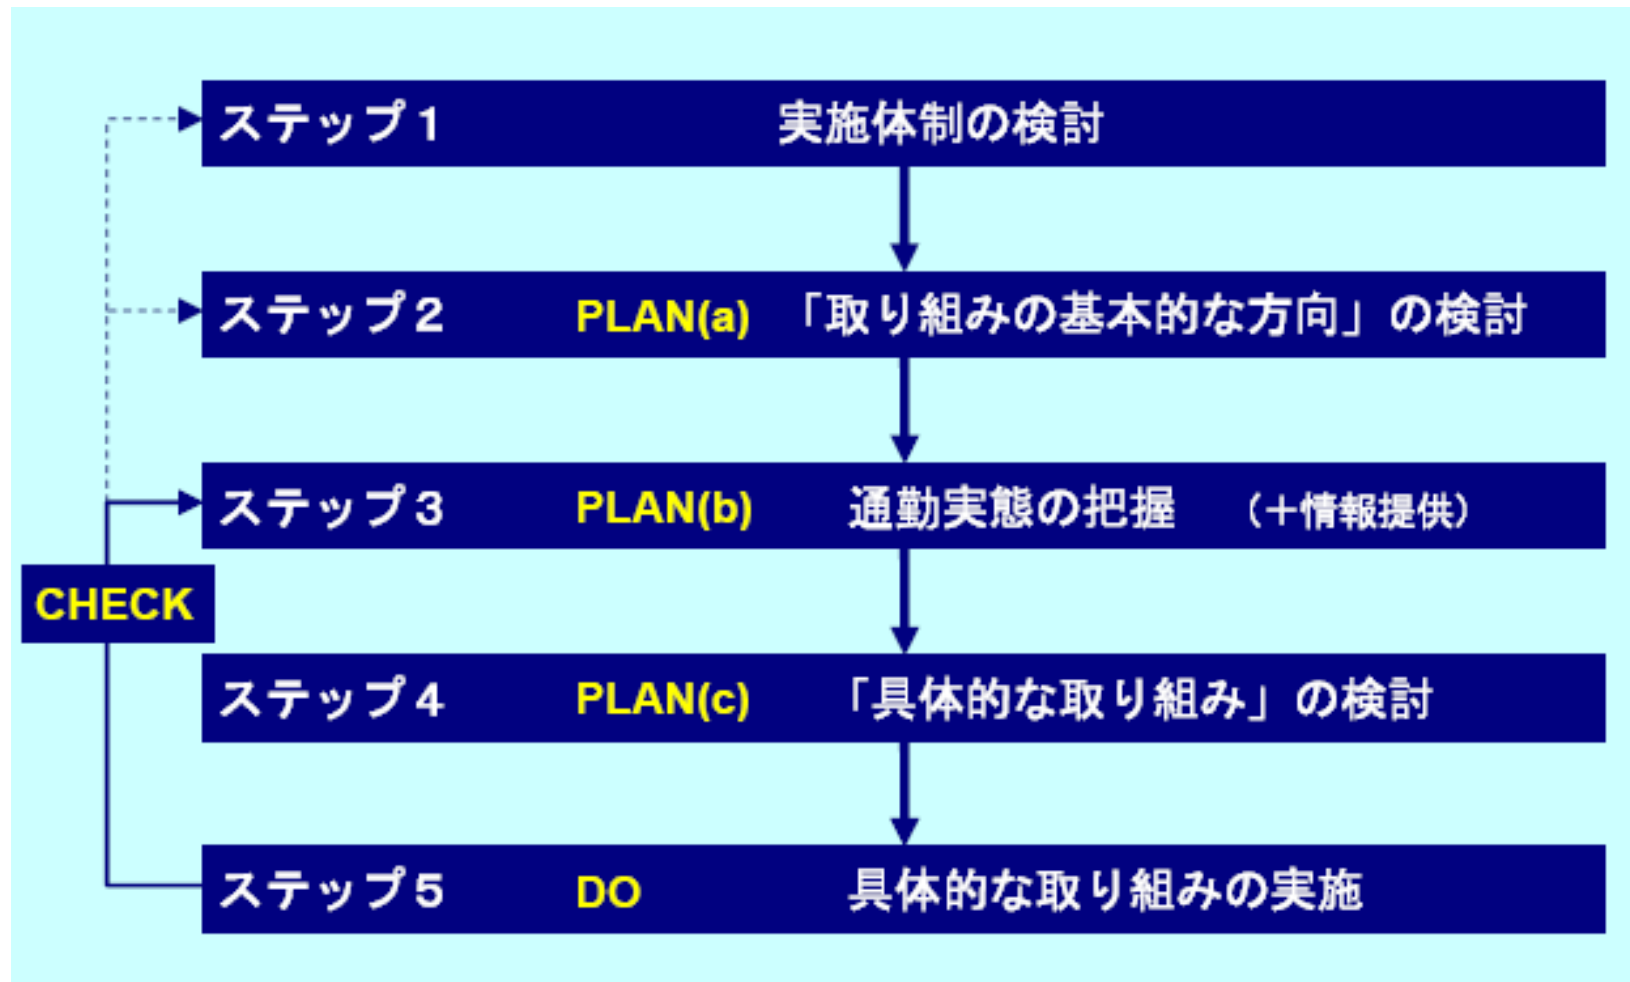 ステップ１ 実施体制の検討
ステップ２ PLAN(a) 「取り組みの基本的な方向」の検討
ステップ３ PLAN(b) 通勤実態の把握 （＋情報提供）
CHECK
ステップ４ PLAN(c) 「具体的な取り組み」の検討
ステップ５ DO 具体的な取り組みの実施